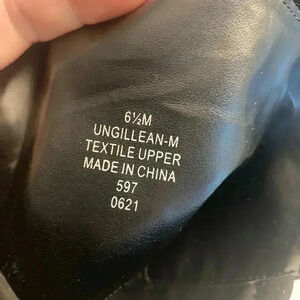 6½M
UNGILLEAN-M
TEXTILE UPPER
MADE IN CHINA
597
0621